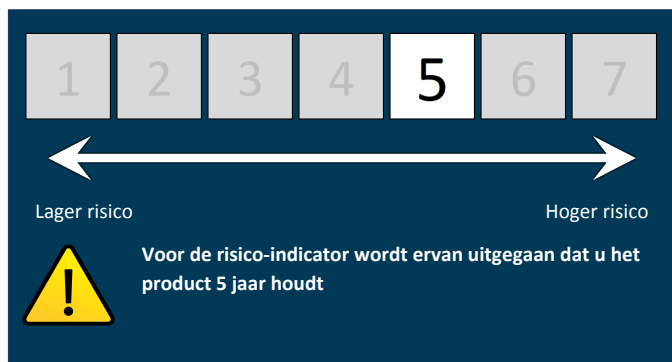 1 2 3 4 5 6 7
Lager risico Hoger risico
Voor de risico-indicator wordt ervan uitgegaan dat u het
product 5 jaar houdt